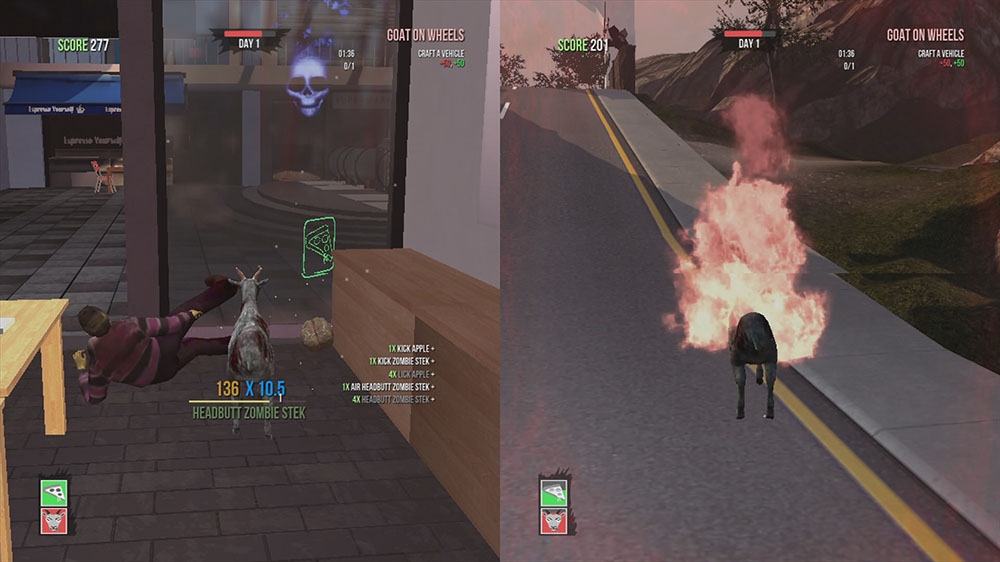 SCORE 277
DAY 1
GOAT ON WHEELS
01:36
CRAFT A VEHICLE
0/1
-50, +50
Espresso Yourself
Espresso Yourself
1X KICK APPLE +
1X KICK ZOMBIE STEK +
4X LICK APPLE +
1X AIR HEADBUTT ZOMBIE STEK +
4X HEADBUTT ZOMBIE STEK +
136 X 10.5
HEADBUTT ZOMBIE STEK
SCORE 201
DAY 1
GOAT ON WHEELS
01:36
CRAFT A VEHICLE
0/1
-50, +50